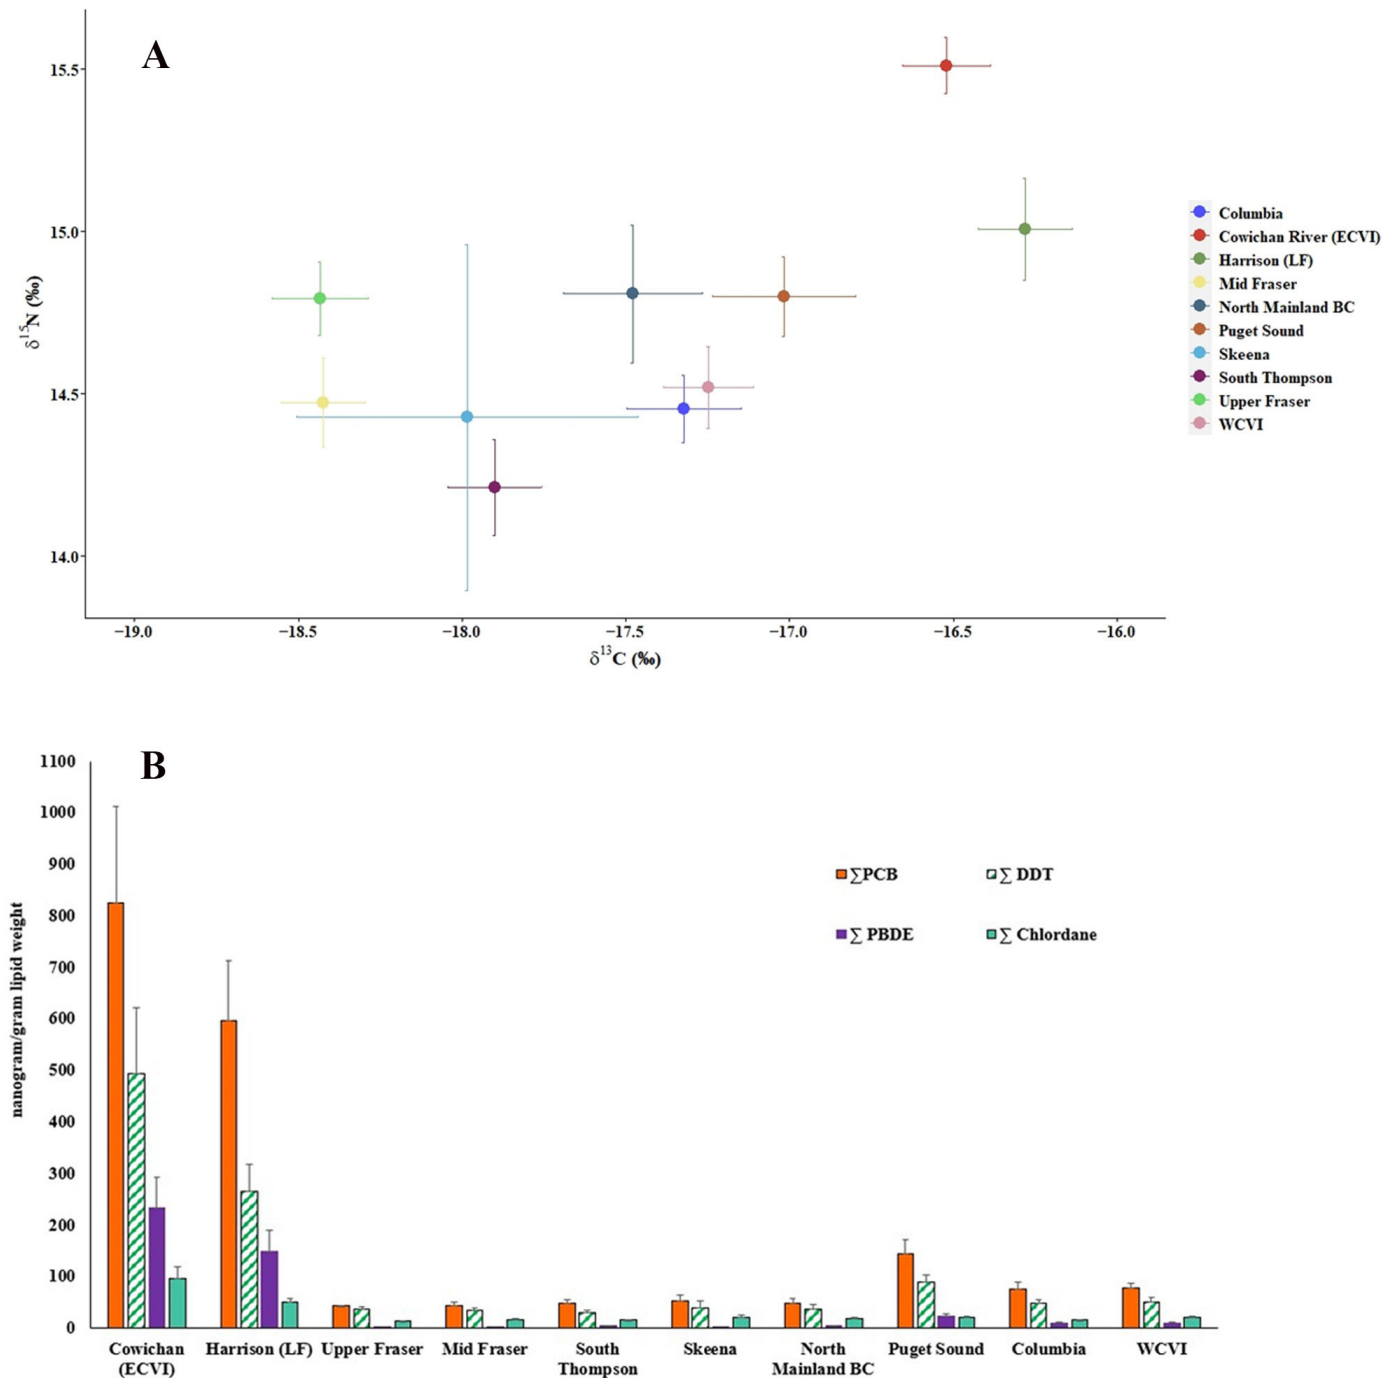 A
15.5
15.0
14.5
14.0
δ15N (‰)
−19.0 −18.5 −18.0 −17.5 −17.0 −16.5 −16.0
δ13C (‰)
Columbia
Cowichan River (ECVI)
Harrison (LF)
Mid Fraser
North Mainland BC
Puget Sound
Skeena
South Thompson
Upper Fraser
WCVI
B
1100
1000
900
800
700
600
500
400
300
200
100
0
nanogram/gram lipid weight
∑PCB ∑ DDT
∑ PBDE ∑ Chlordane
Cowichan Harrison (LF) Upper Fraser Mid Fraser South Skeena North Puget Sound Columbia WCVI
(ECVI) Thompson Mainland BC